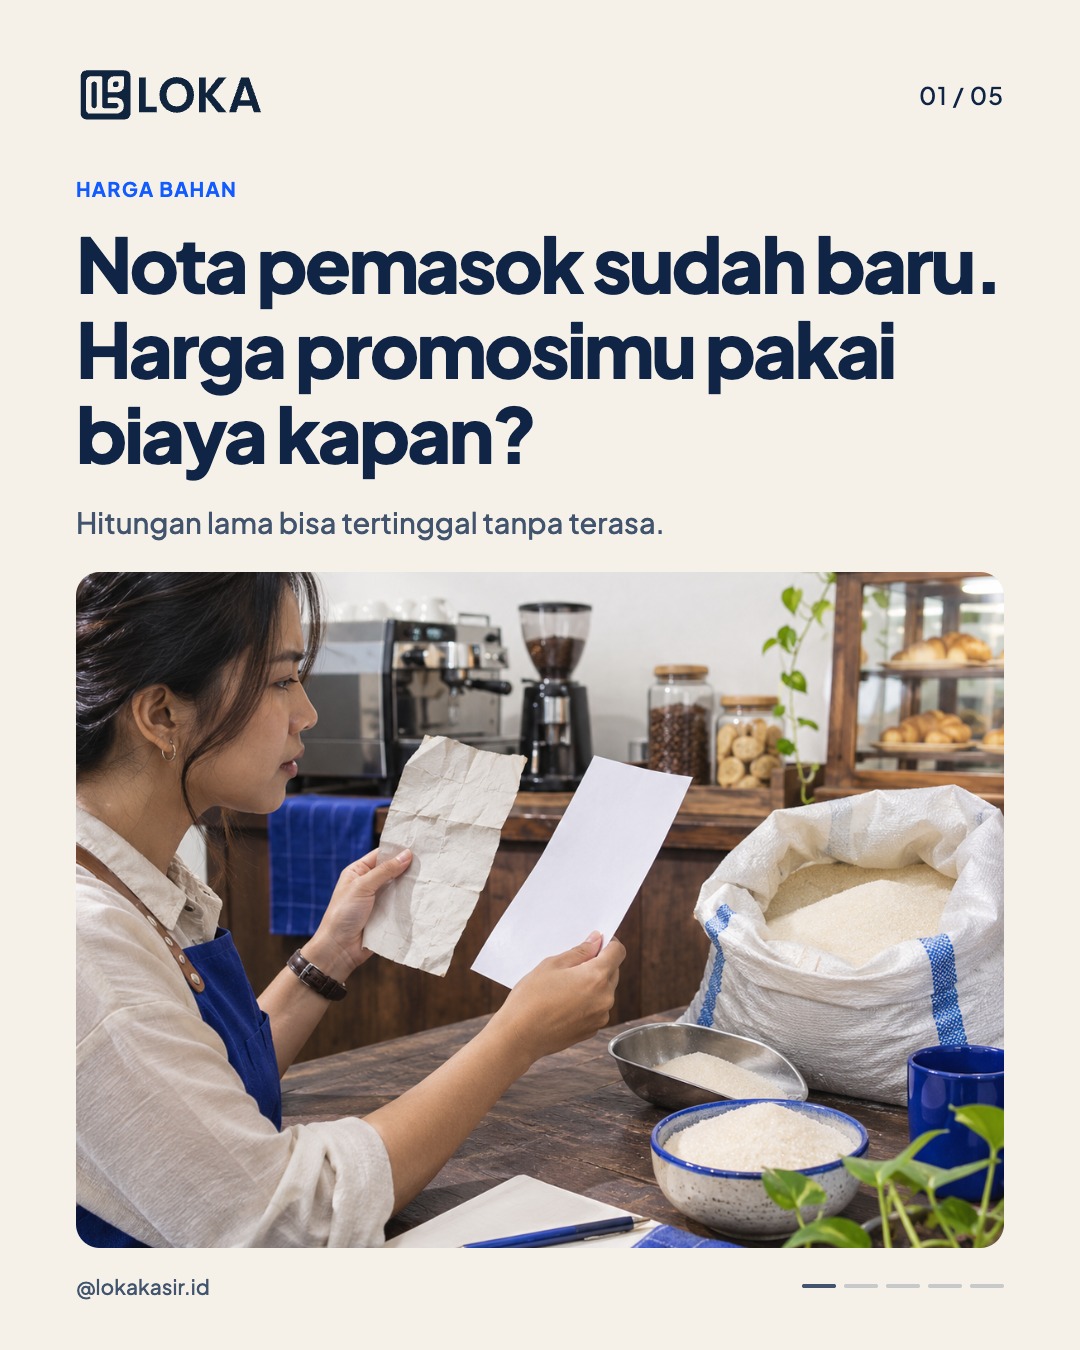 LOKA
01 / 05
HARGA BAHAN
Nota pemasok sudah baru.
Harga promosimu pakai
biaya kapan?
Hitungan lama bisa tertinggal tanpa terasa.
@lokakasir.id